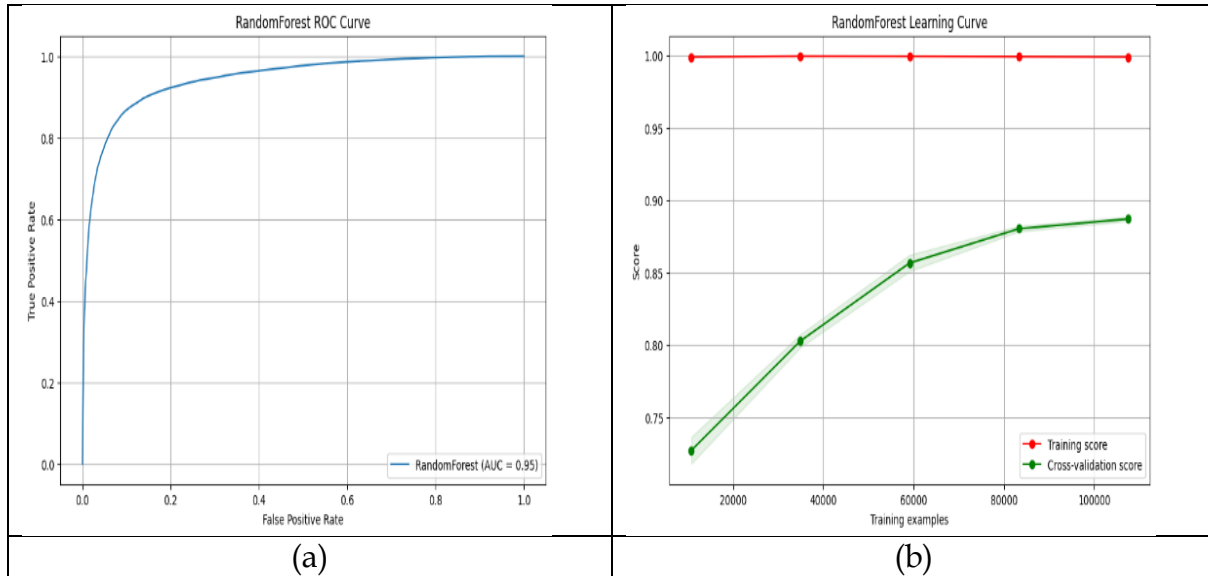 RandomForest ROC Curve
1.0
0.8
0.6
0.4
0.2
0.0
True Positive Rate
0.0 0.2 0.4 0.6 0.8 1.0
False Positive Rate
RandomForest (AUC = 0.95)
(a)
RandomForest Learning Curve
1.00
0.95
0.90
0.85
0.80
0.75
Score
20000 40000 60000 80000 100000
Training examples
Training score
Cross-validation score
(b)